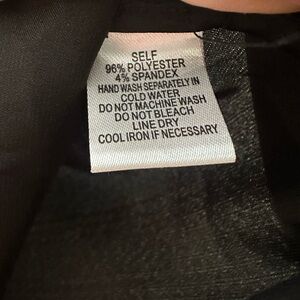 SELF
96% POLYESTER
4% SPANDEX
HAND WASH SEPARATELY IN
COLD WATER
DO NOT MACHINE WASH
DO NOT BLEACH
LINE DRY
COOL IRON IF NECESSARY